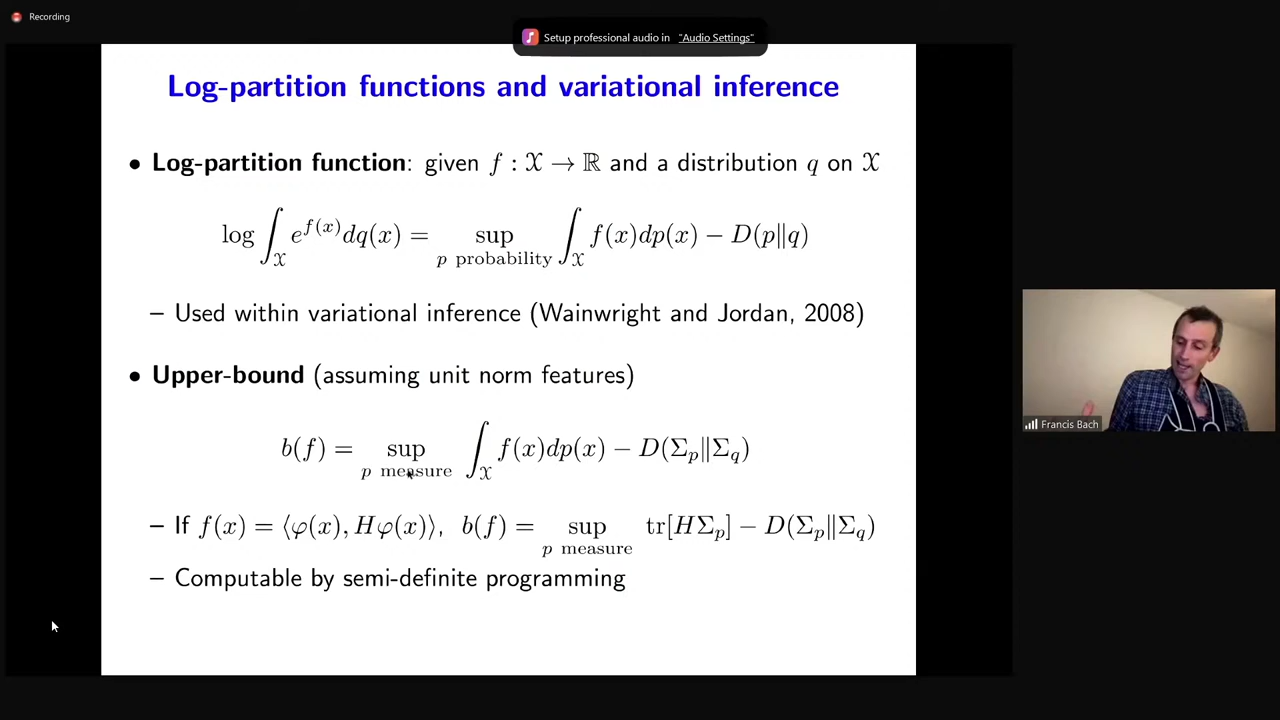 Recording
Setup professional audio in "Audio Settings"
Log-partition functions and variational inference
• Log-partition function: given f : 𝒳 → ℝ and a distribution q on 𝒳
log ∫_𝒳 e^{f(x)} dq(x) = sup_{p probability} ∫_𝒳 f(x)dp(x) − D(p‖q)
– Used within variational inference (Wainwright and Jordan, 2008)
• Upper-bound (assuming unit norm features)
b(f) = sup_{p measure} ∫_𝒳 f(x)dp(x) − D(Σ_p‖Σ_q)
– If f(x) = ⟨φ(x), Hφ(x)⟩, b(f) = sup_{p measure} tr[HΣ_p] − D(Σ_p‖Σ_q)
– Computable by semi-definite programming
Francis Bach